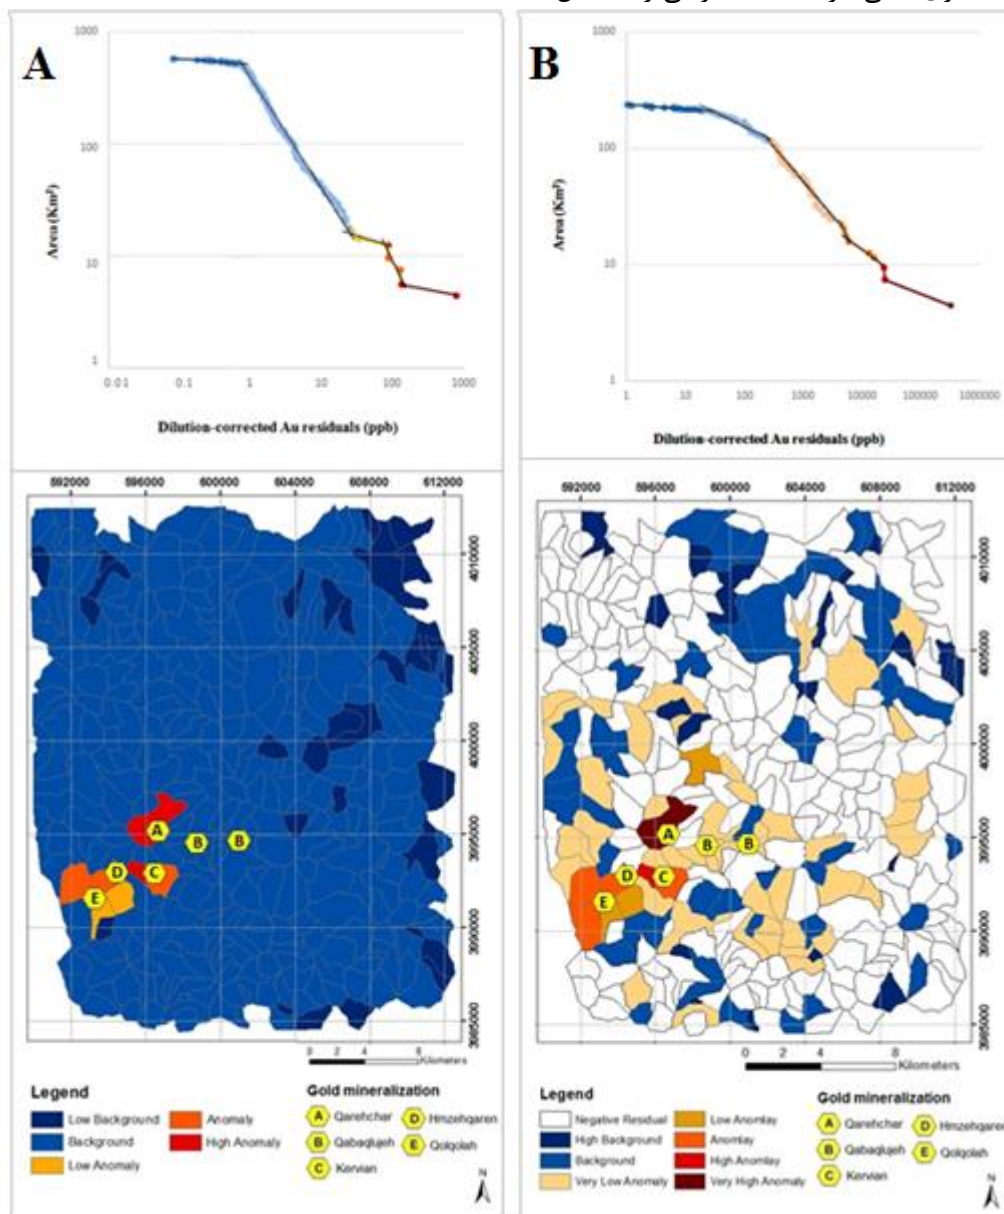 A
1000
100
10
1
Area (Km²)
0.01 0.1 1 10 100 1000
Dilution-corrected Au residuals (ppb)
B
1000
100
10
1
Area (Km²)
1 10 100 1000 10000 100000 1000000
Dilution-corrected Au residuals (ppb)
592000 596000 600000 604000 608000 612000
4010000
4005000
4000000
3995000
3990000
3985000
A
B B
D C
E
0 2 4 8
Kilometers
Legend
Low Background
Background
Low Anomaly
Anomaly
High Anomaly
Gold mineralization
A Qarehchar
B Qabaqlujeh
C Kervian
D Hmzehqaren
E Qolqolah
N
592000 596000 600000 604000 608000 612000
4010000
4005000
4000000
3995000
3990000
3985000
A
B B
D C
E
0 2 4 8
Kilometers
Legend
Negative Residual
High Background
Background
Very Low Anomaly
Low Anomlay
Anomlay
High Anomlay
Very High Anomaly
Gold mineralization
A Qarehchar
B Qabaqlujeh
C Kervian
D Hmzehqaren
E Qolqolah
N